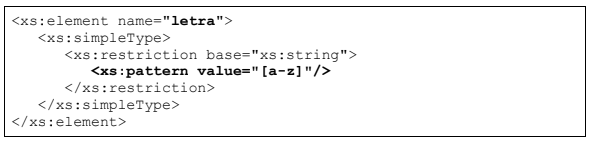 <xs:element name="letra">
   <xs:simpleType>
      <xs:restriction base="xs:string">
         <xs:pattern value="[a-z]"/>
      </xs:restriction>
   </xs:simpleType>
</xs:element>